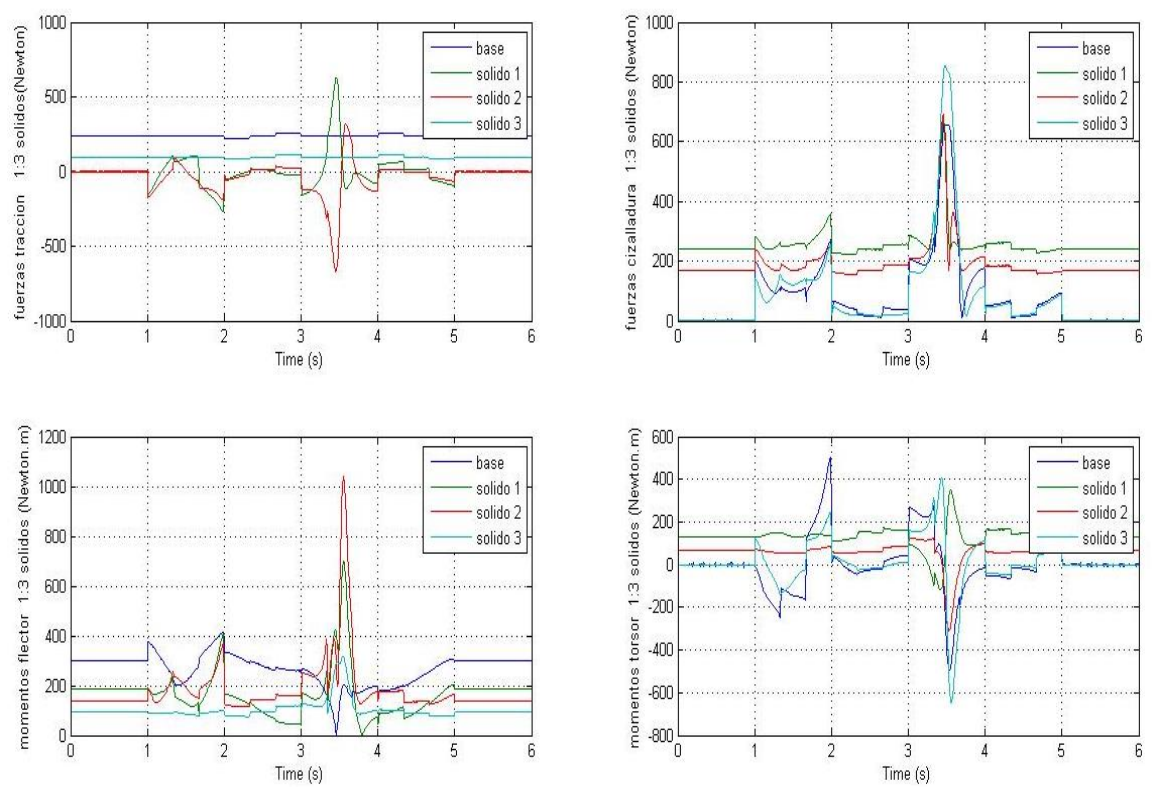 fuerzas traccion 1:3 solidos(Newton)
1000
500
0
-500
-1000
0 1 2 3 4 5 6
Time (s)
base
solido 1
solido 2
solido 3
fuerzas cizalladura 1:3 solidos (Newton)
1000
800
600
400
200
0
0 1 2 3 4 5 6
Time (s)
base
solido 1
solido 2
solido 3
momentos flector 1:3 solidos (Newton.m)
1200
1000
800
600
400
200
0
0 1 2 3 4 5 6
Time (s)
base
solido 1
solido 2
solido 3
momentos torsor 1:3 solidos (Newton.m)
600
400
200
0
-200
-400
-600
-800
0 1 2 3 4 5 6
Time (s)
base
solido 1
solido 2
solido 3